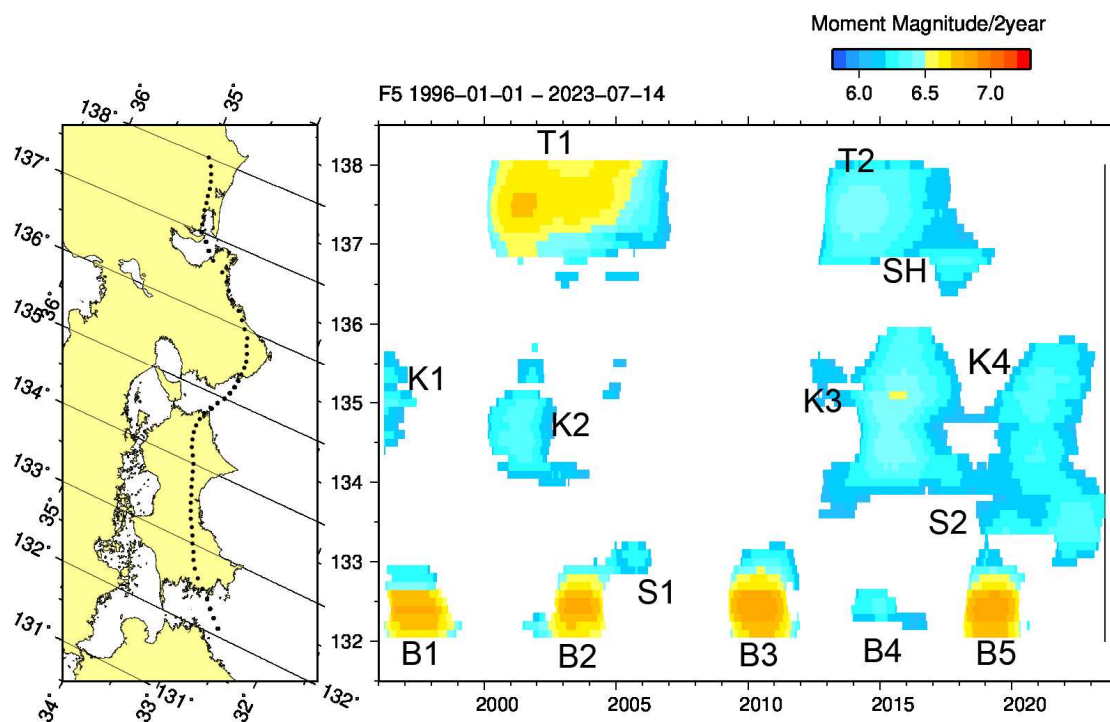 Moment Magnitude/2year
6.0 6.5 7.0
F5 1996-01-01 - 2023-07-14
36° 35°
138°
137°
136°
36°
135°
134°
133°
35°
132°
131°
34° 33° 131° 32° 132°
138
137
136
135
134
133
132
T1
T2
SH
K1
K2
K3
K4
S2
S1
B1
B2
B3
B4
B5
2000 2005 2010 2015 2020